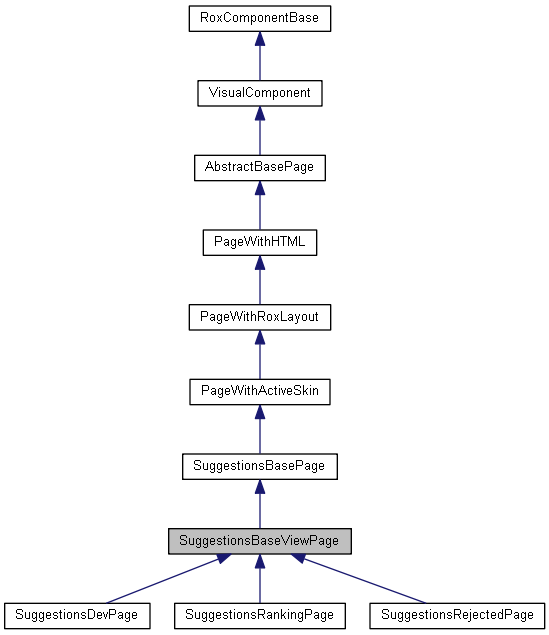 RoxComponentBase
VisualComponent
AbstractBasePage
PageWithHTML
PageWithRoxLayout
PageWithActiveSkin
SuggestionsBasePage
SuggestionsBaseViewPage
SuggestionsDevPage
SuggestionsRankingPage
SuggestionsRejectedPage